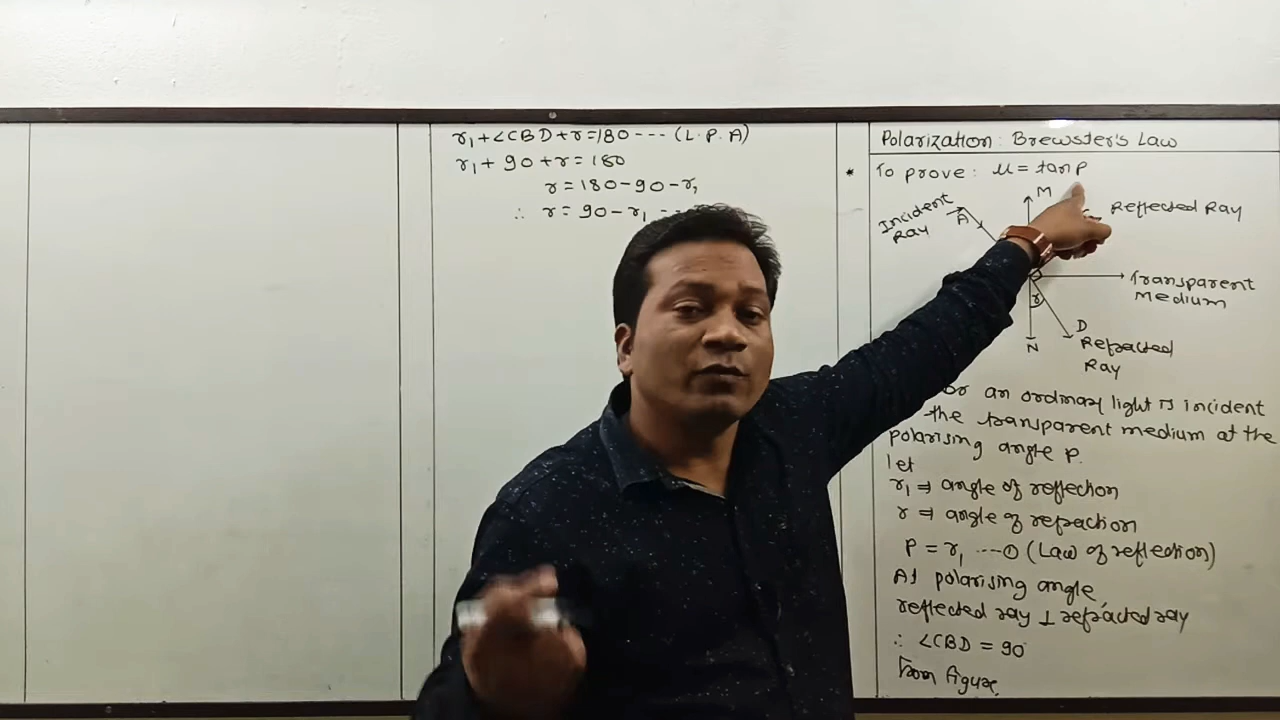 r₁ + ∠CBD + r = 180 --- (L.P.A)
r₁ + 90 + r = 180
r = 180 - 90 - r₁
∴ r = 90 - r₁
Polarization: Brewster's Law
* To prove: μ = tan P
M
Incident
Ray
A
Reflected Ray
Transparent
Medium
r
D
N
Refracted
Ray
an ordinary light is incident
the transparent medium at the
polarising angle P.
let
r₁ ⇒ angle of reflection
r ⇒ angle of refraction
P = r₁ ---① (Law of reflection)
At polarising angle,
reflected ray ⊥ refracted ray
∴ ∠CBD = 90°
from figure,